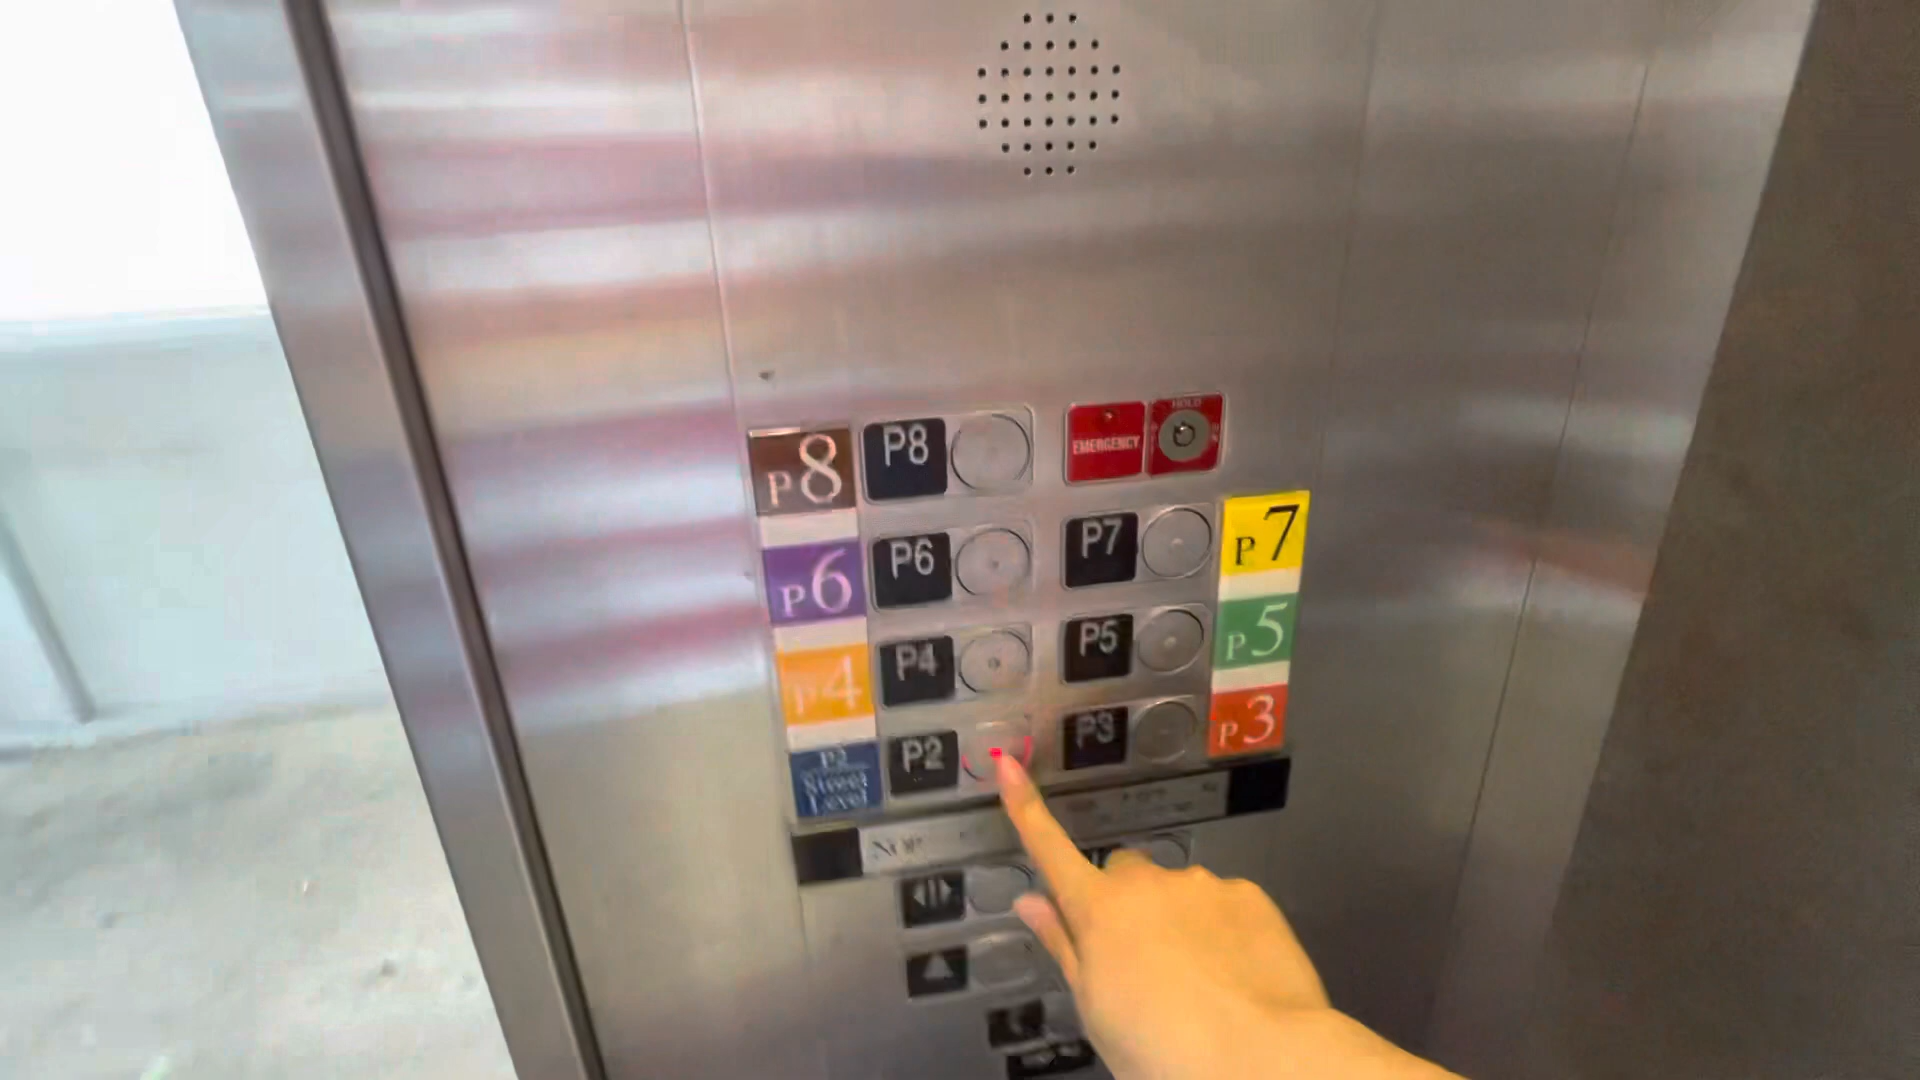 P8 P8 EMERGENCY HOLD
P6 P6 P7 P7
P4 P4 P5 P5
P2 P3 P3
P2
Street
Level